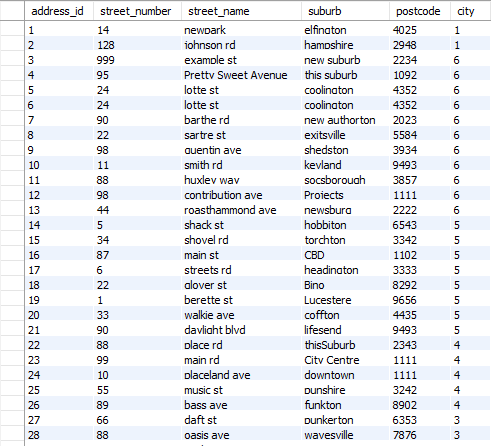 address_id street_number street_name suburb postcode city
1 14 newpark elfington 4025 1
2 128 johnson rd hampshire 2948 1
3 999 example st new suburb 2234 6
4 95 Pretty Sweet Avenue this suburb 1092 6
5 24 lotte st coolington 4352 6
6 24 lotte st coolington 4352 6
7 90 barthe rd new authorton 2023 6
8 22 sartre st exitsville 5584 6
9 98 quentin ave shedston 3934 6
10 11 smith rd keyland 9493 6
11 88 huxley way socsborough 3857 6
12 98 contribution ave Projects 1111 6
13 44 roasthammond ave newsburg 2222 6
14 5 shack st hobbiton 6543 5
15 34 shovel rd torchton 3342 5
16 87 main st CBD 1102 5
17 6 streets rd headington 3333 5
18 22 glover st Bino 8292 5
19 1 berette st Lucestere 9656 5
20 33 walkie ave coffton 4435 5
21 90 daylight blvd lifesend 9493 5
22 88 place rd thisSuburb 2343 4
23 99 main rd City Centre 1111 4
24 10 placeland ave downtown 1111 4
25 55 music st punshire 3242 4
26 89 bass ave funkton 8902 4
27 66 daft st punkerton 6353 3
28 88 oasis ave wavesville 7876 3